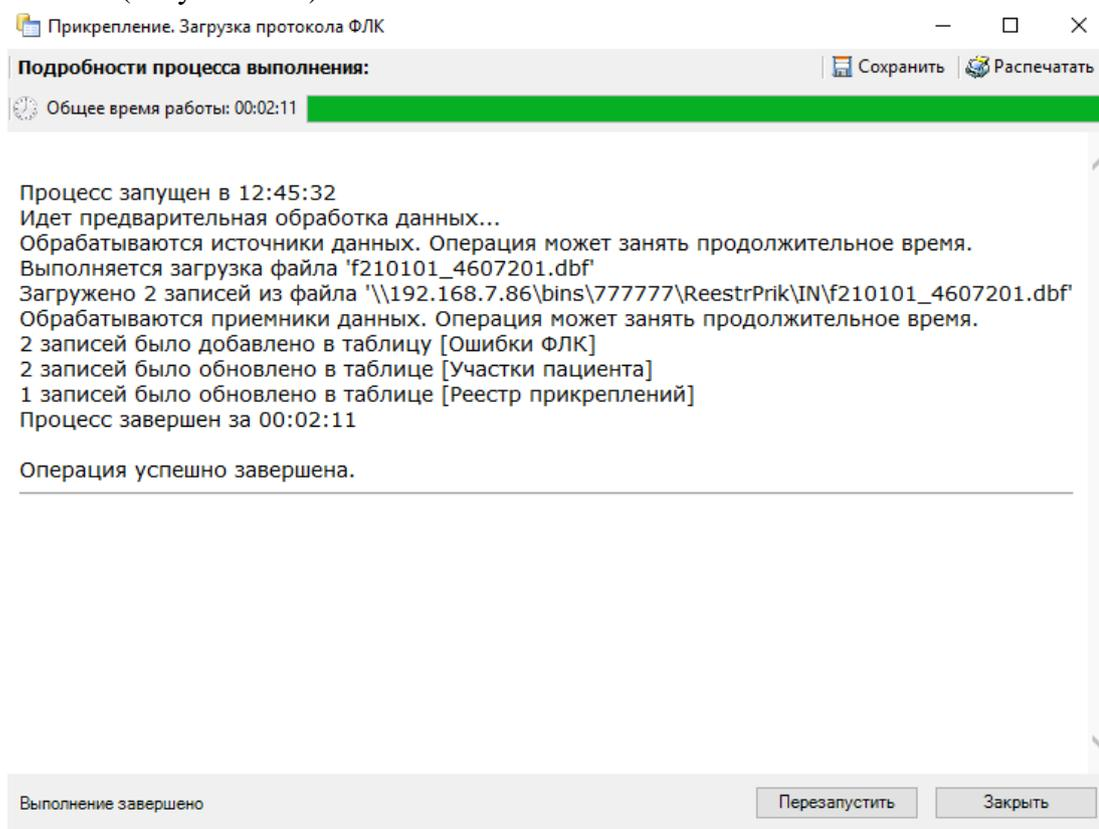 Прикрепление. Загрузка протокола ФЛК
Подробности процесса выполнения:
Сохранить
Распечатать
Общее время работы: 00:02:11
Процесс запущен в 12:45:32
Идет предварительная обработка данных...
Обрабатываются источники данных. Операция может занять продолжительное время.
Выполняется загрузка файла 'f210101_4607201.dbf'
Загружено 2 записей из файла '\\192.168.7.86\bins\777777\ReestrPrik\IN\f210101_4607201.dbf'
Обрабатываются приемники данных. Операция может занять продолжительное время.
2 записей было добавлено в таблицу [Ошибки ФЛК]
2 записей было обновлено в таблице [Участки пациента]
1 записей было обновлено в таблице [Реестр прикреплений]
Процесс завершен за 00:02:11
Операция успешно завершена.
Выполнение завершено
Перезапустить
Закрыть